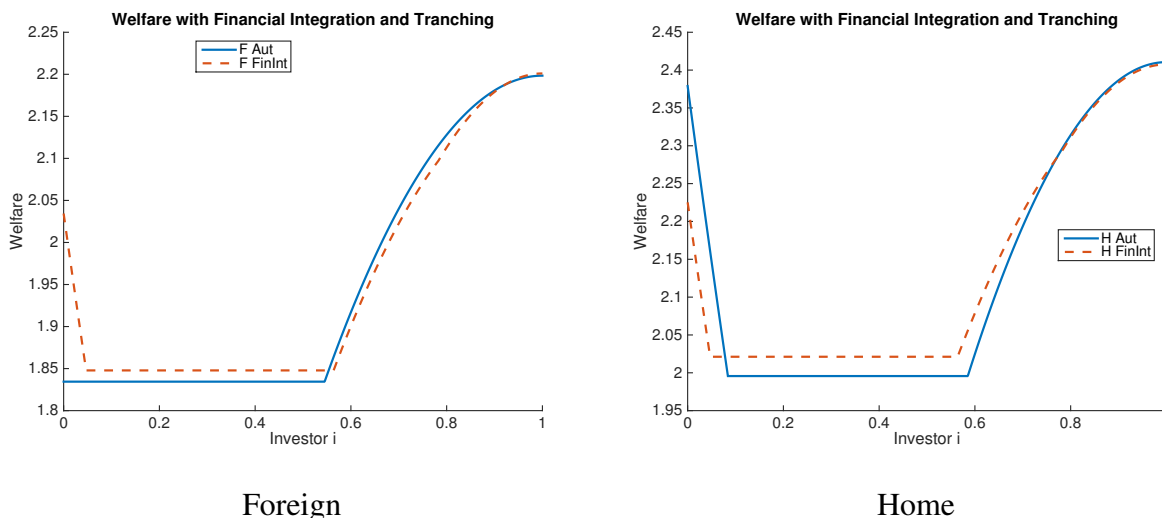 Welfare with Financial Integration and Tranching
2.25
2.2
2.15
2.1
2.05
2
1.95
1.9
1.85
1.8
Welfare
F Aut
F FinInt
0 0.2 0.4 0.6 0.8 1
Investor i
Foreign
Welfare with Financial Integration and Tranching
2.45
2.4
2.35
2.3
2.25
2.2
2.15
2.1
2.05
2
1.95
Welfare
H Aut
H FinInt
0 0.2 0.4 0.6 0.8
Investor i
Home